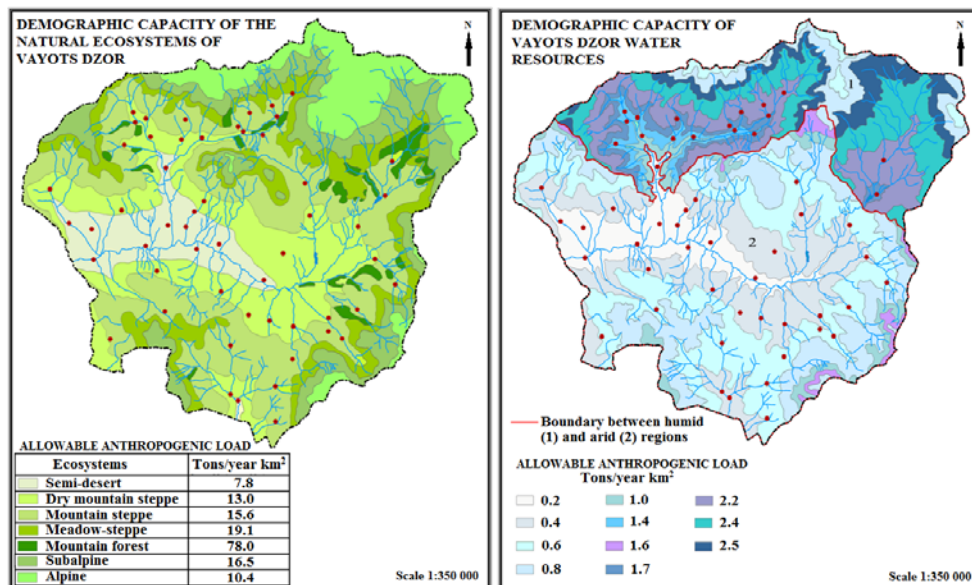 DEMOGRAPHIC CAPACITY OF THE
NATURAL ECOSYSTEMS OF
VAYOTS DZOR
N
ALLOWABLE ANTHROPOGENIC LOAD
Ecosystems Tons/year km²
Semi-desert 7.8
Dry mountain steppe 13.0
Mountain steppe 15.6
Meadow-steppe 19.1
Mountain forest 78.0
Subalpine 16.5
Alpine 10.4
Scale 1:350 000
DEMOGRAPHIC CAPACITY OF
VAYOTS DZOR WATER
RESOURCES
N
1
2
Boundary between humid
(1) and arid (2) regions
ALLOWABLE ANTHROPOGENIC LOAD
Tons/year km²
0.2 1.0 2.2
0.4 1.4 2.4
0.6 1.6 2.5
0.8 1.7
Scale 1:350 000